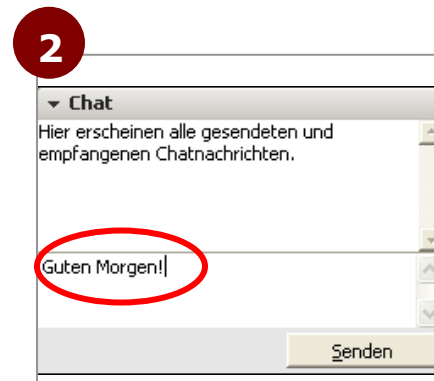 2
Chat
Hier erscheinen alle gesendeten und
empfangenen Chatnachrichten.
Guten Morgen!
Senden